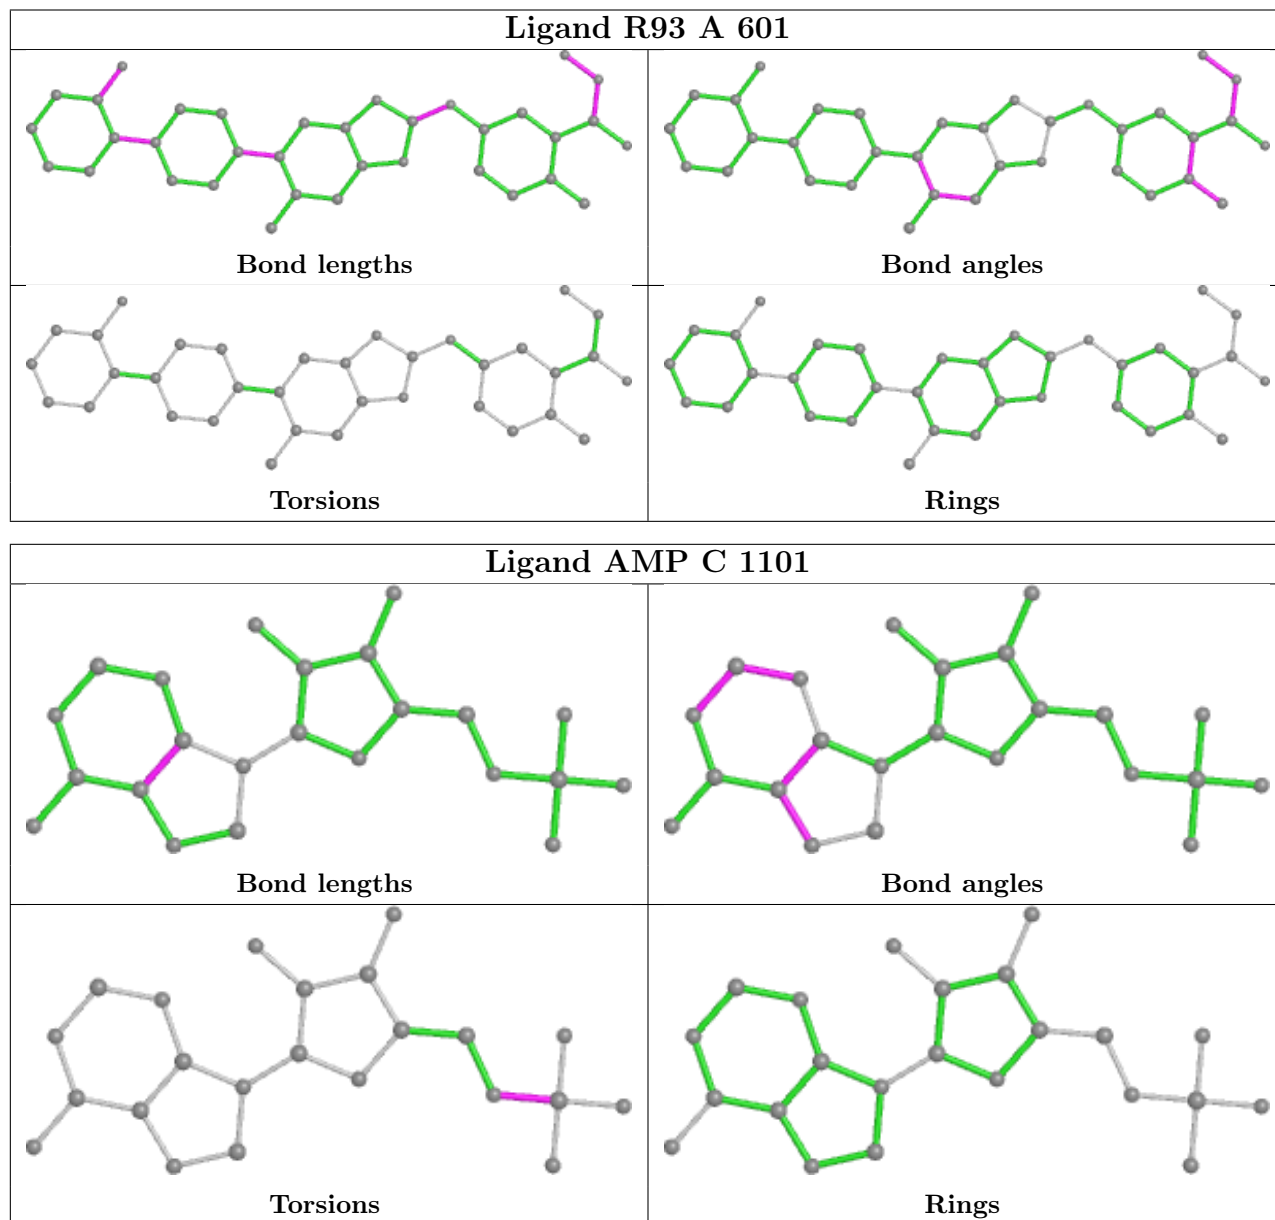 Ligand R93 A 601
Bond lengths
Bond angles
Torsions
Rings
Ligand AMP C 1101
Bond lengths
Bond angles
Torsions
Rings